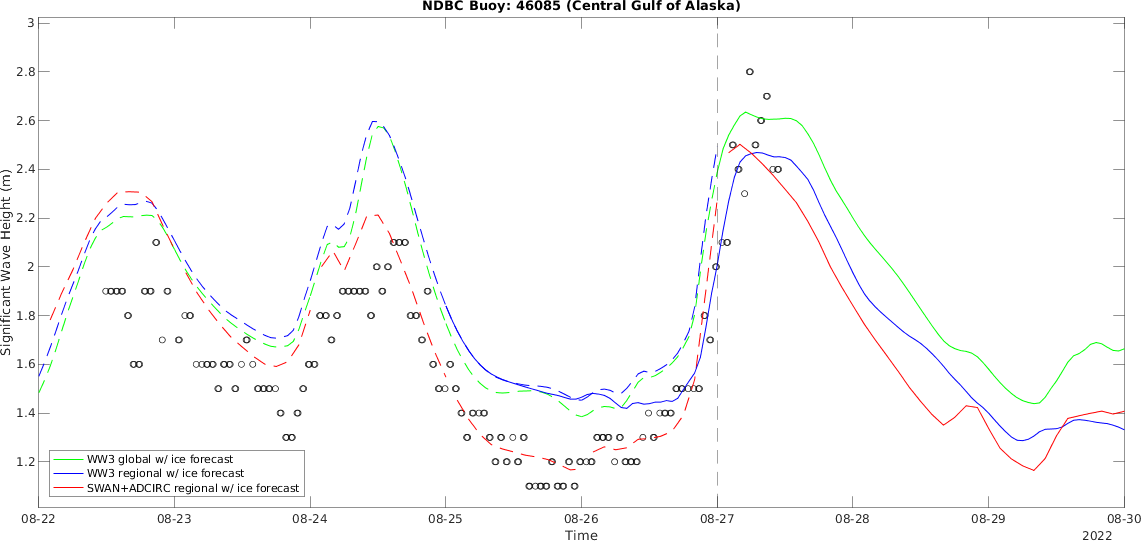 NDBC Buoy: 46085 (Central Gulf of Alaska)
3
2.8
2.6
2.4
2.2
2
1.8
1.6
1.4
1.2
Significant Wave Height (m)
WW3 global w/ ice forecast
WW3 regional w/ ice forecast
SWAN+ADCIRC regional w/ ice forecast
08-22 08-23 08-24 08-25 08-26 08-27 08-28 08-29 08-30
Time
2022